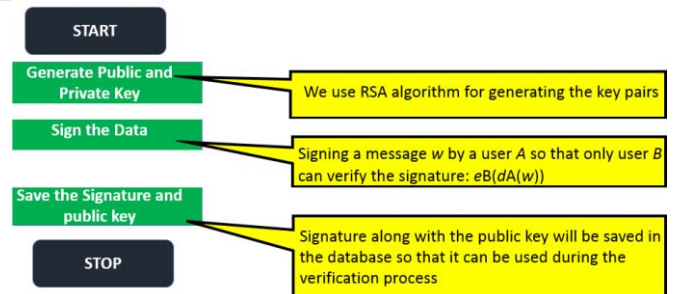 START
Generate Public and
Private Key
We use RSA algorithm for generating the key pairs
Sign the Data
Signing a message w by a user A so that only user B
can verify the signature: eB(dA(w))
Save the Signature and
public key
Signature along with the public key will be saved in
the database so that it can be used during the
verification process
STOP